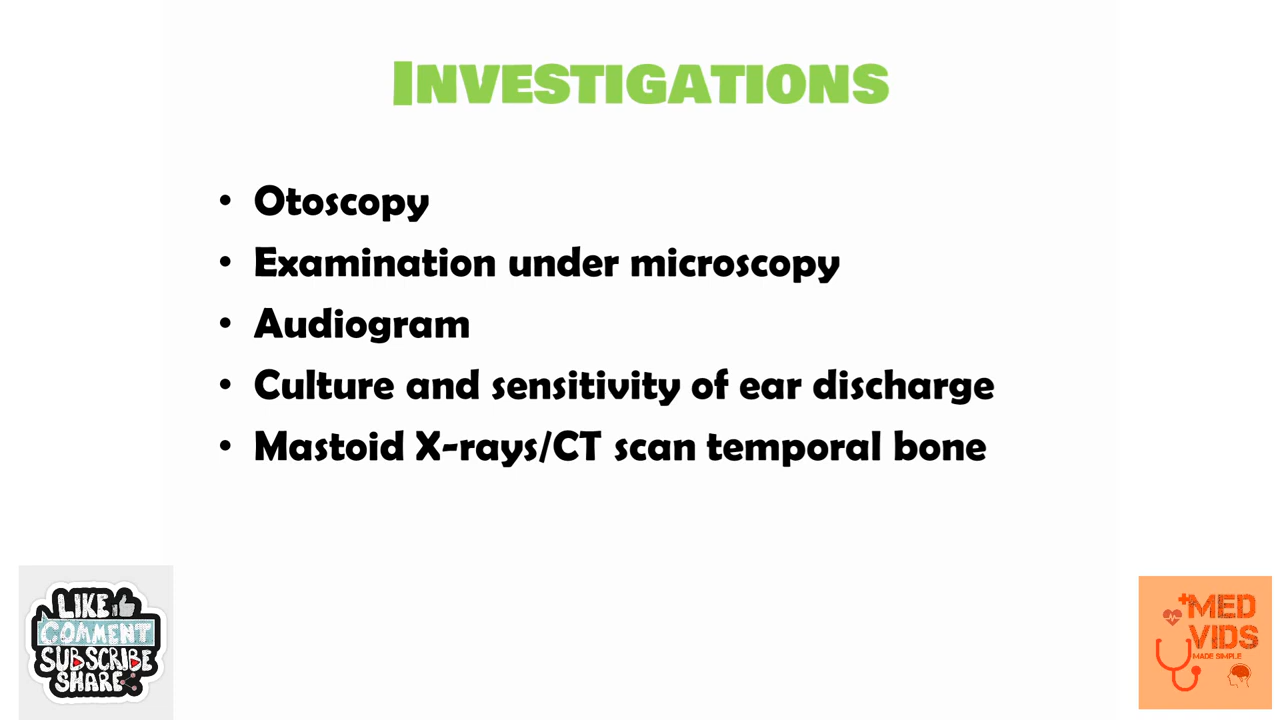 INVESTIGATIONS
• Otoscopy
• Examination under microscopy
• Audiogram
• Culture and sensitivity of ear discharge
• Mastoid X-rays/CT scan temporal bone
LIKE
COMMENT
SUBSCRIBE
SHARE
MED
VIDS
MADE SIMPLE